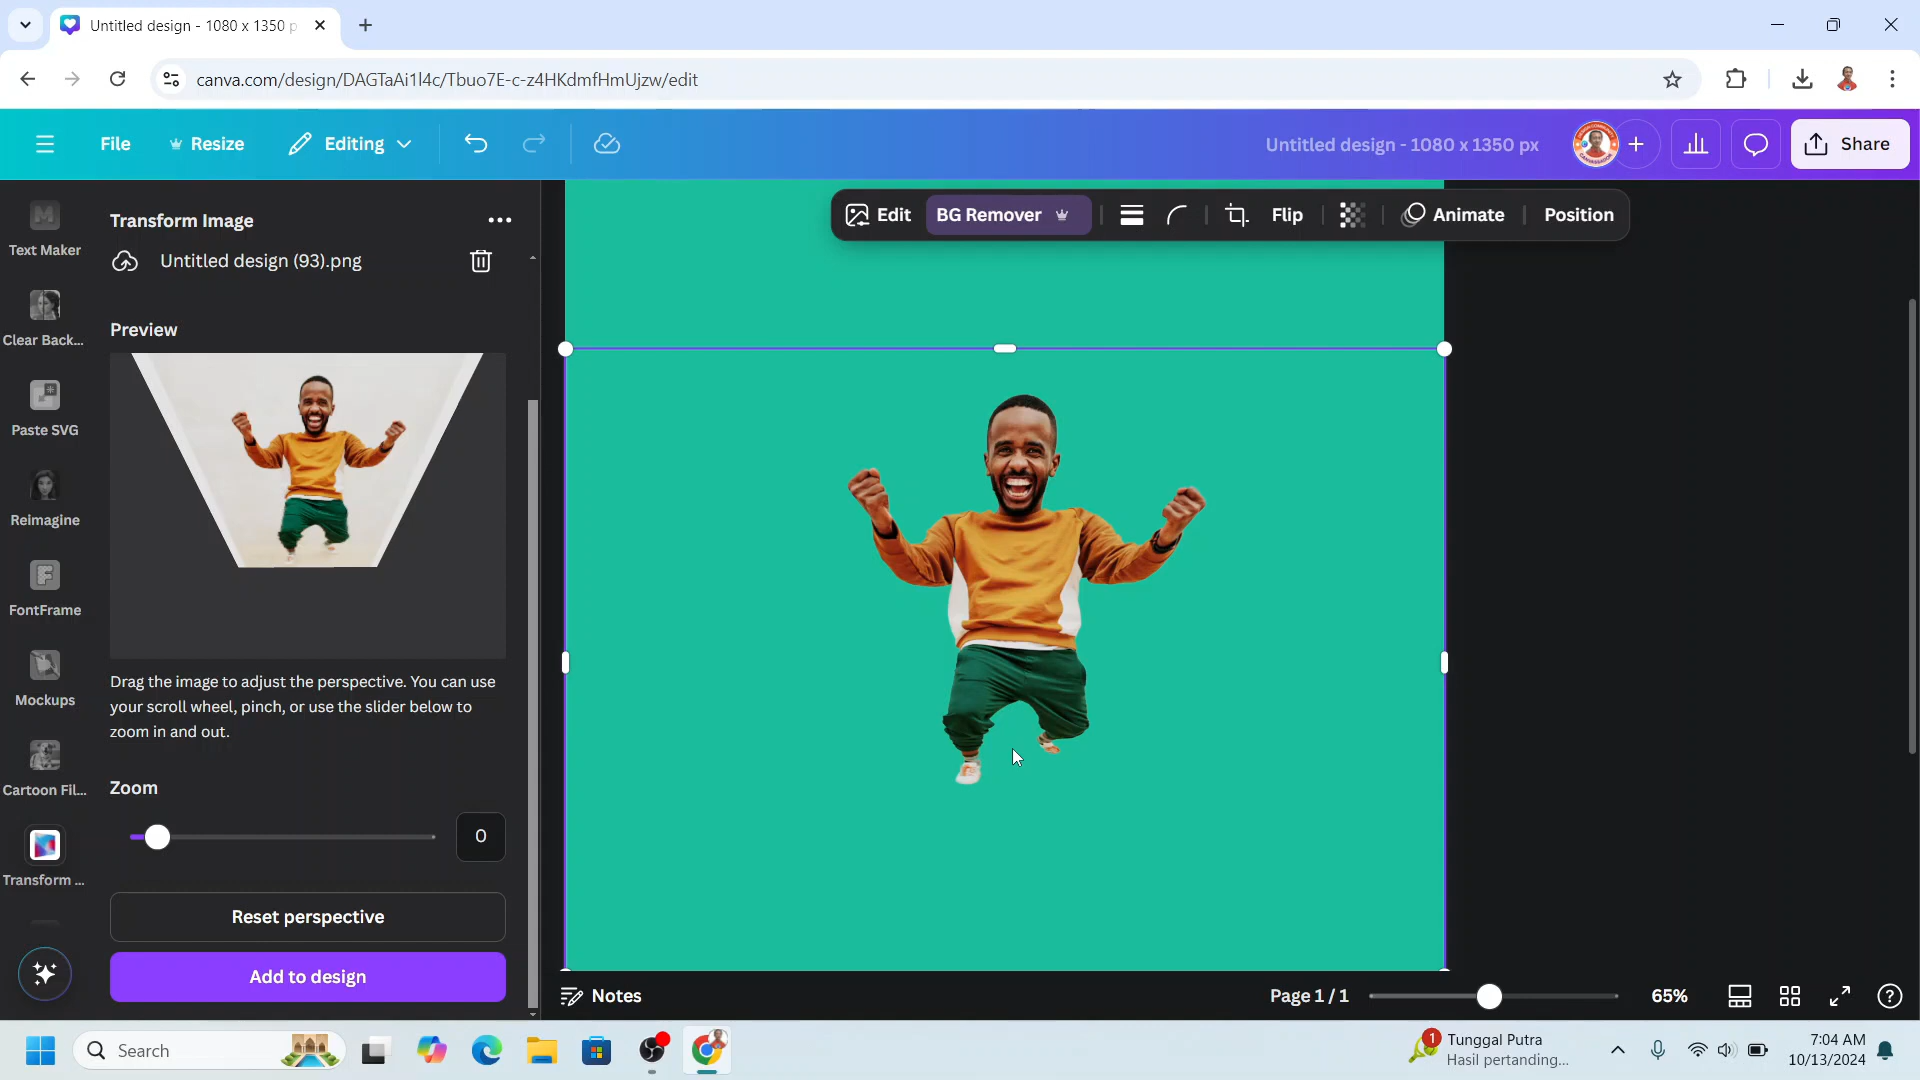 Untitled design - 1080 x 1350 p
canva.com/design/DAGTaAi1l4c/Tbuo7E-c-z4HKdmfHmUjzw/edit
File
Resize
Editing
Untitled design - 1080 x 1350 px
Share
Text Maker
Clear Back...
Paste SVG
Reimagine
FontFrame
Mockups
Cartoon Fil...
Transform ...
Transform Image
Untitled design (93).png
Preview
Drag the image to adjust the perspective. You can use
your scroll wheel, pinch, or use the slider below to
zoom in and out.
Zoom
0
Reset perspective
Add to design
Edit
BG Remover
Flip
Animate
Position
Notes
Page 1 / 1
65%
Search
1
Tunggal Putra
Hasil pertanding...
7:04 AM
10/13/2024